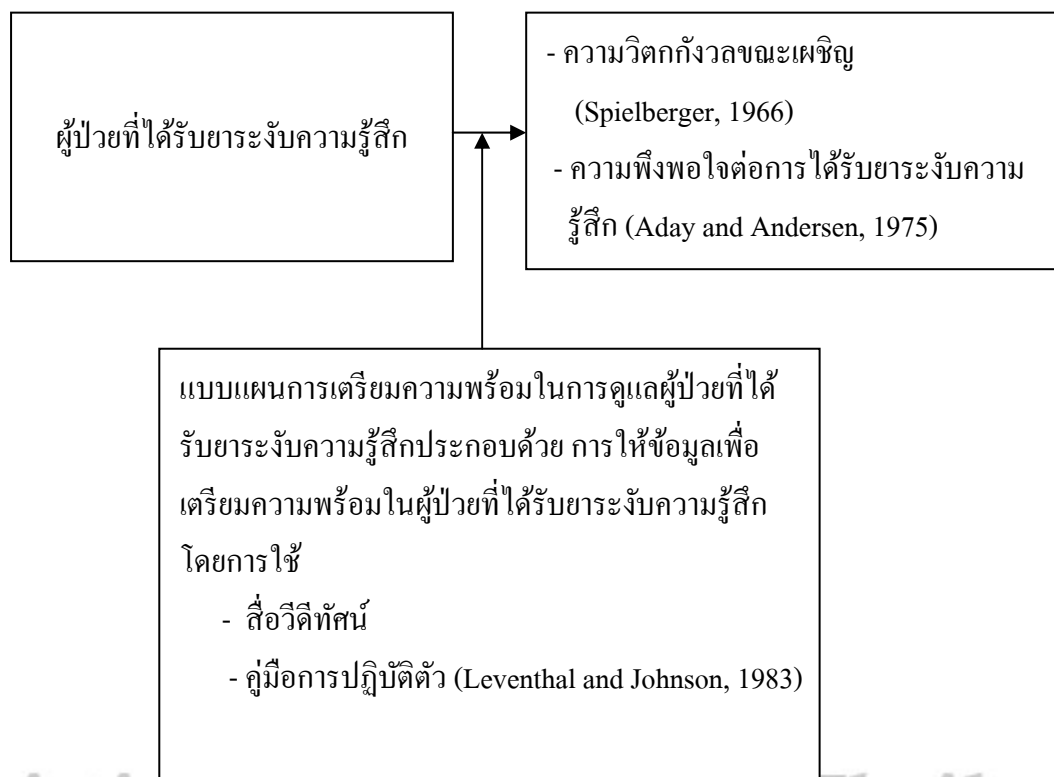 ผู้ป่วยที่ได้รับยาระงับความรู้สึก
- ความวิตกกังวลขณะเผชิญ
(Spielberger, 1966)
- ความพึงพอใจต่อการได้รับยาระงับความ
รู้สึก (Aday and Andersen, 1975)
แบบแผนการเตรียมความพร้อมในการดูแลผู้ป่วยที่ได้
รับยาระงับความรู้สึกประกอบด้วย การให้ข้อมูลเพื่อ
เตรียมความพร้อมในผู้ป่วยที่ได้รับยาระงับความรู้สึก
โดยการใช้
- สื่อวีดีทัศน์
- คู่มือการปฏิบัติตัว (Leventhal and Johnson, 1983)